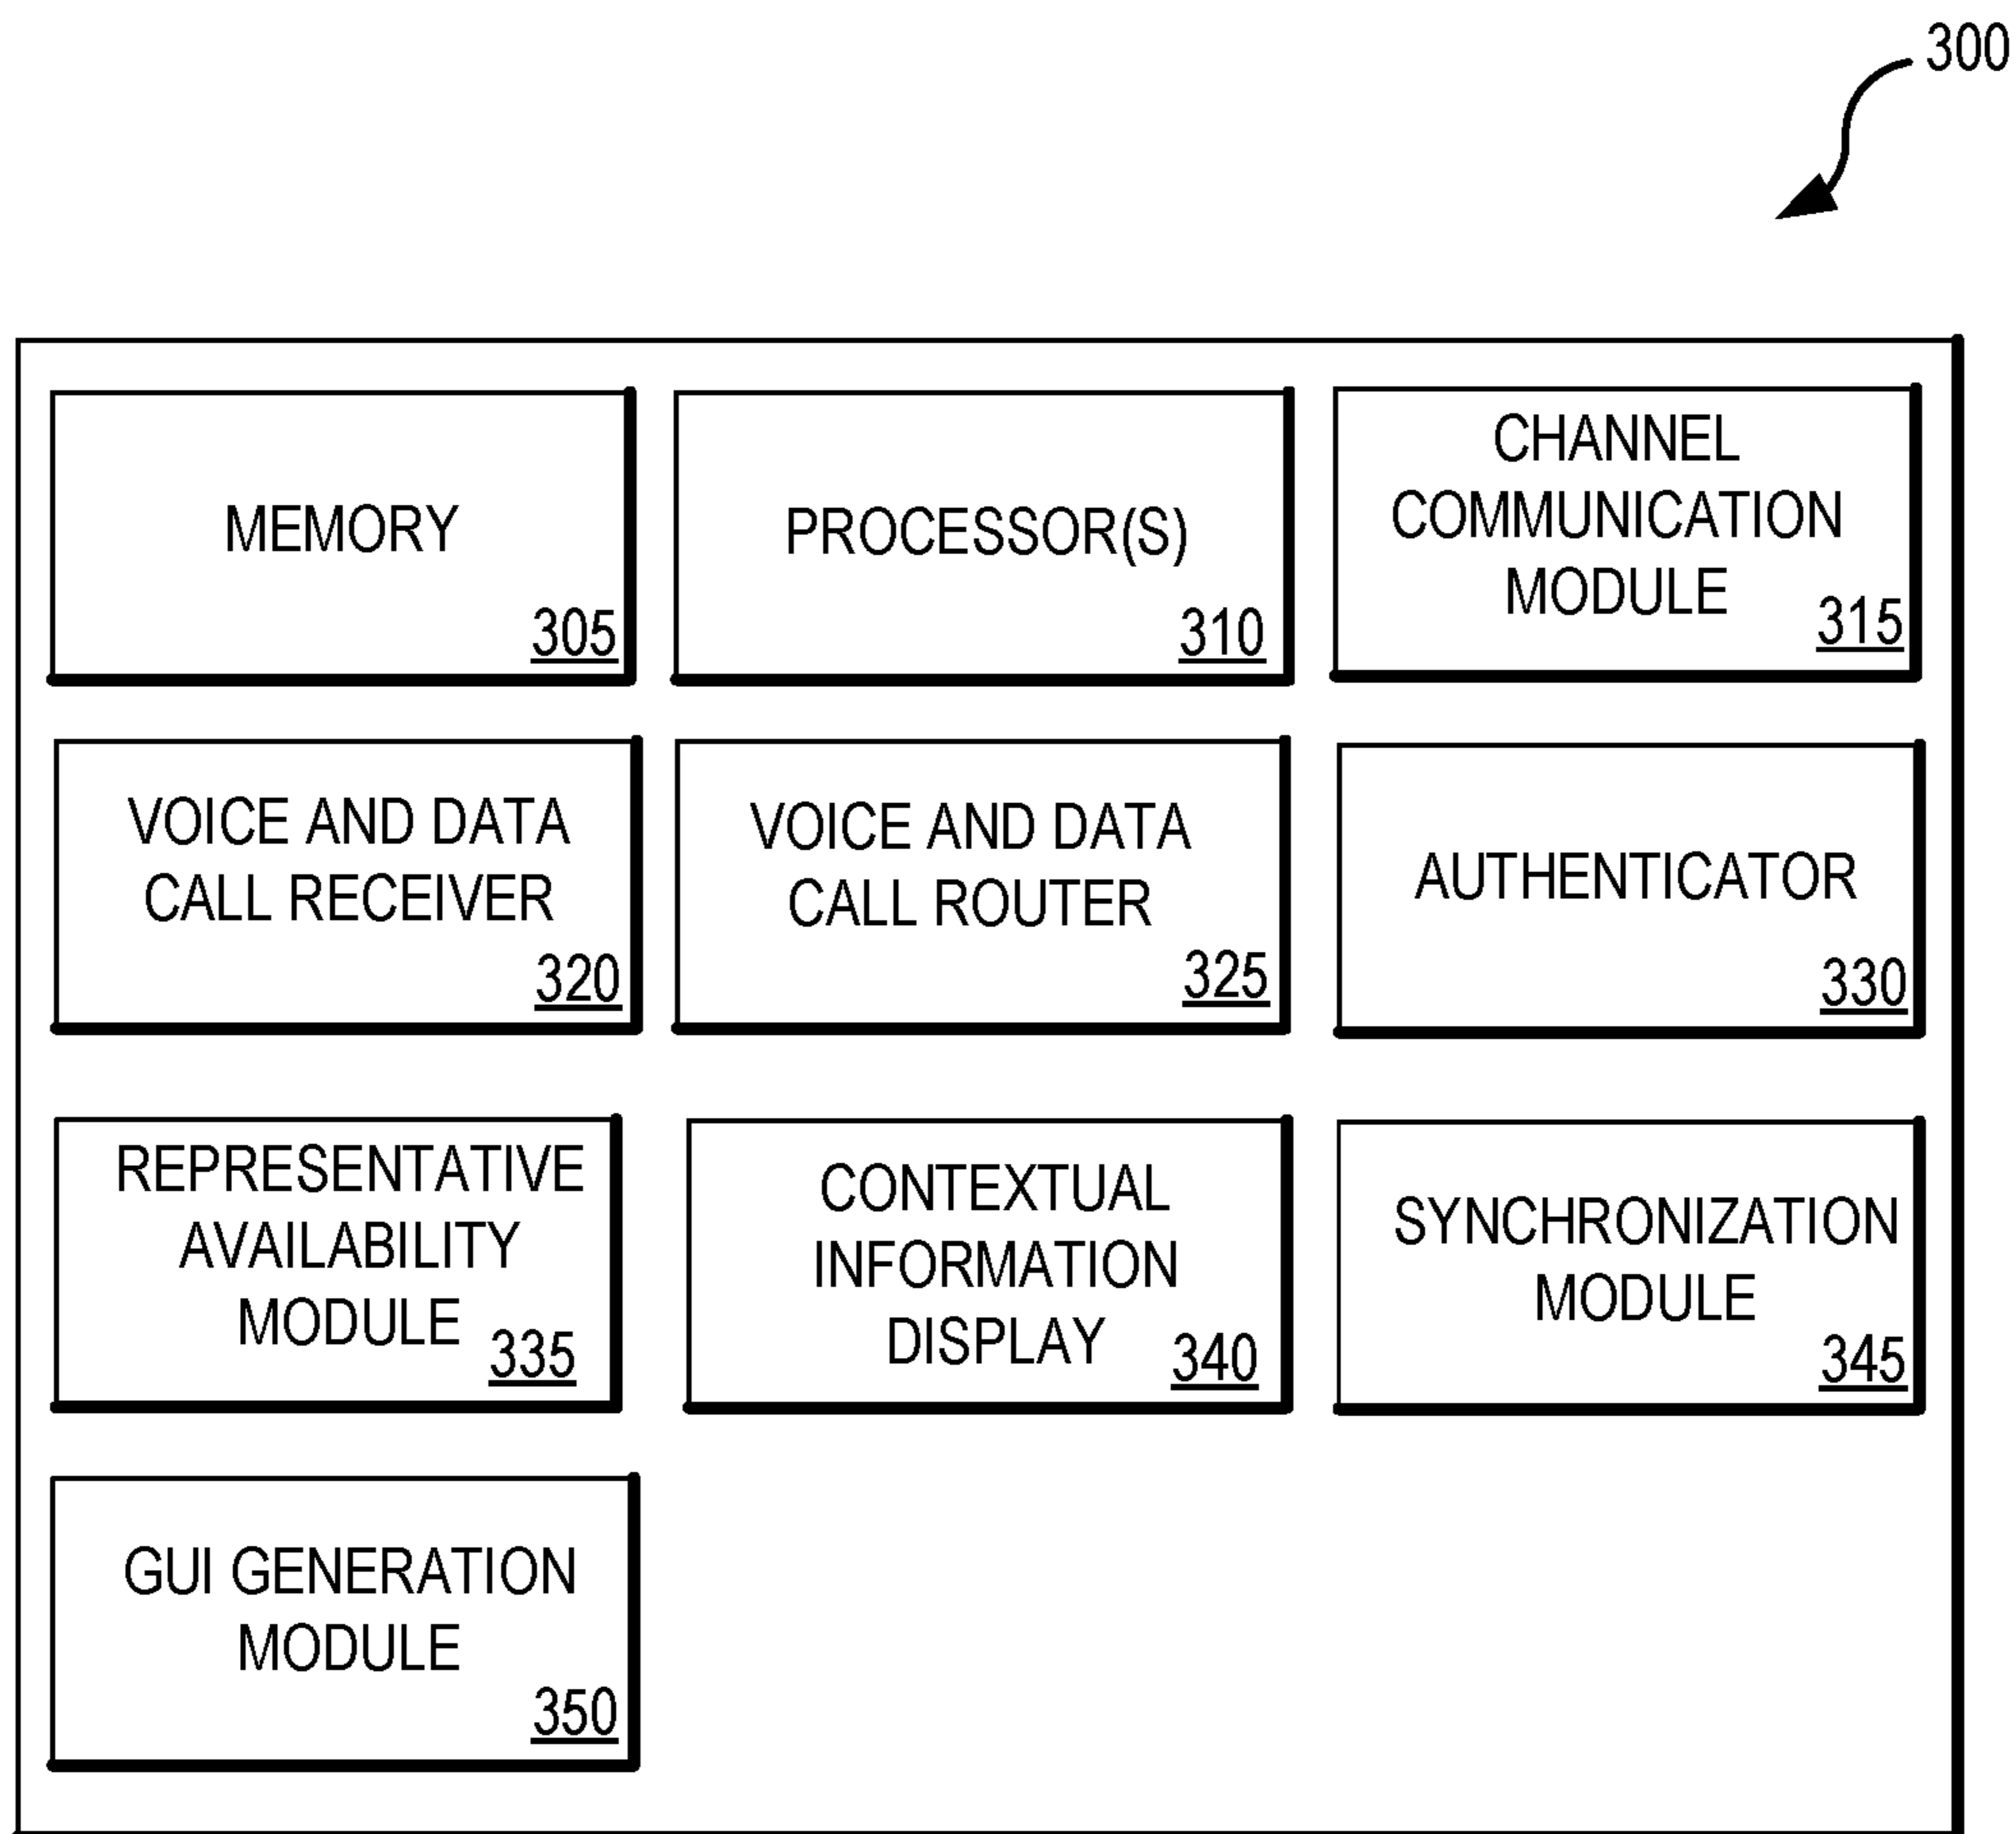 300
MEMORY
305
PROCESSOR(S)
310
CHANNEL
COMMUNICATION
MODULE
315
VOICE AND DATA
CALL RECEIVER
320
VOICE AND DATA
CALL ROUTER
325
AUTHENTICATOR
330
REPRESENTATIVE
AVAILABILITY
MODULE
335
CONTEXTUAL
INFORMATION
DISPLAY
340
SYNCHRONIZATION
MODULE
345
GUI GENERATION
MODULE
350